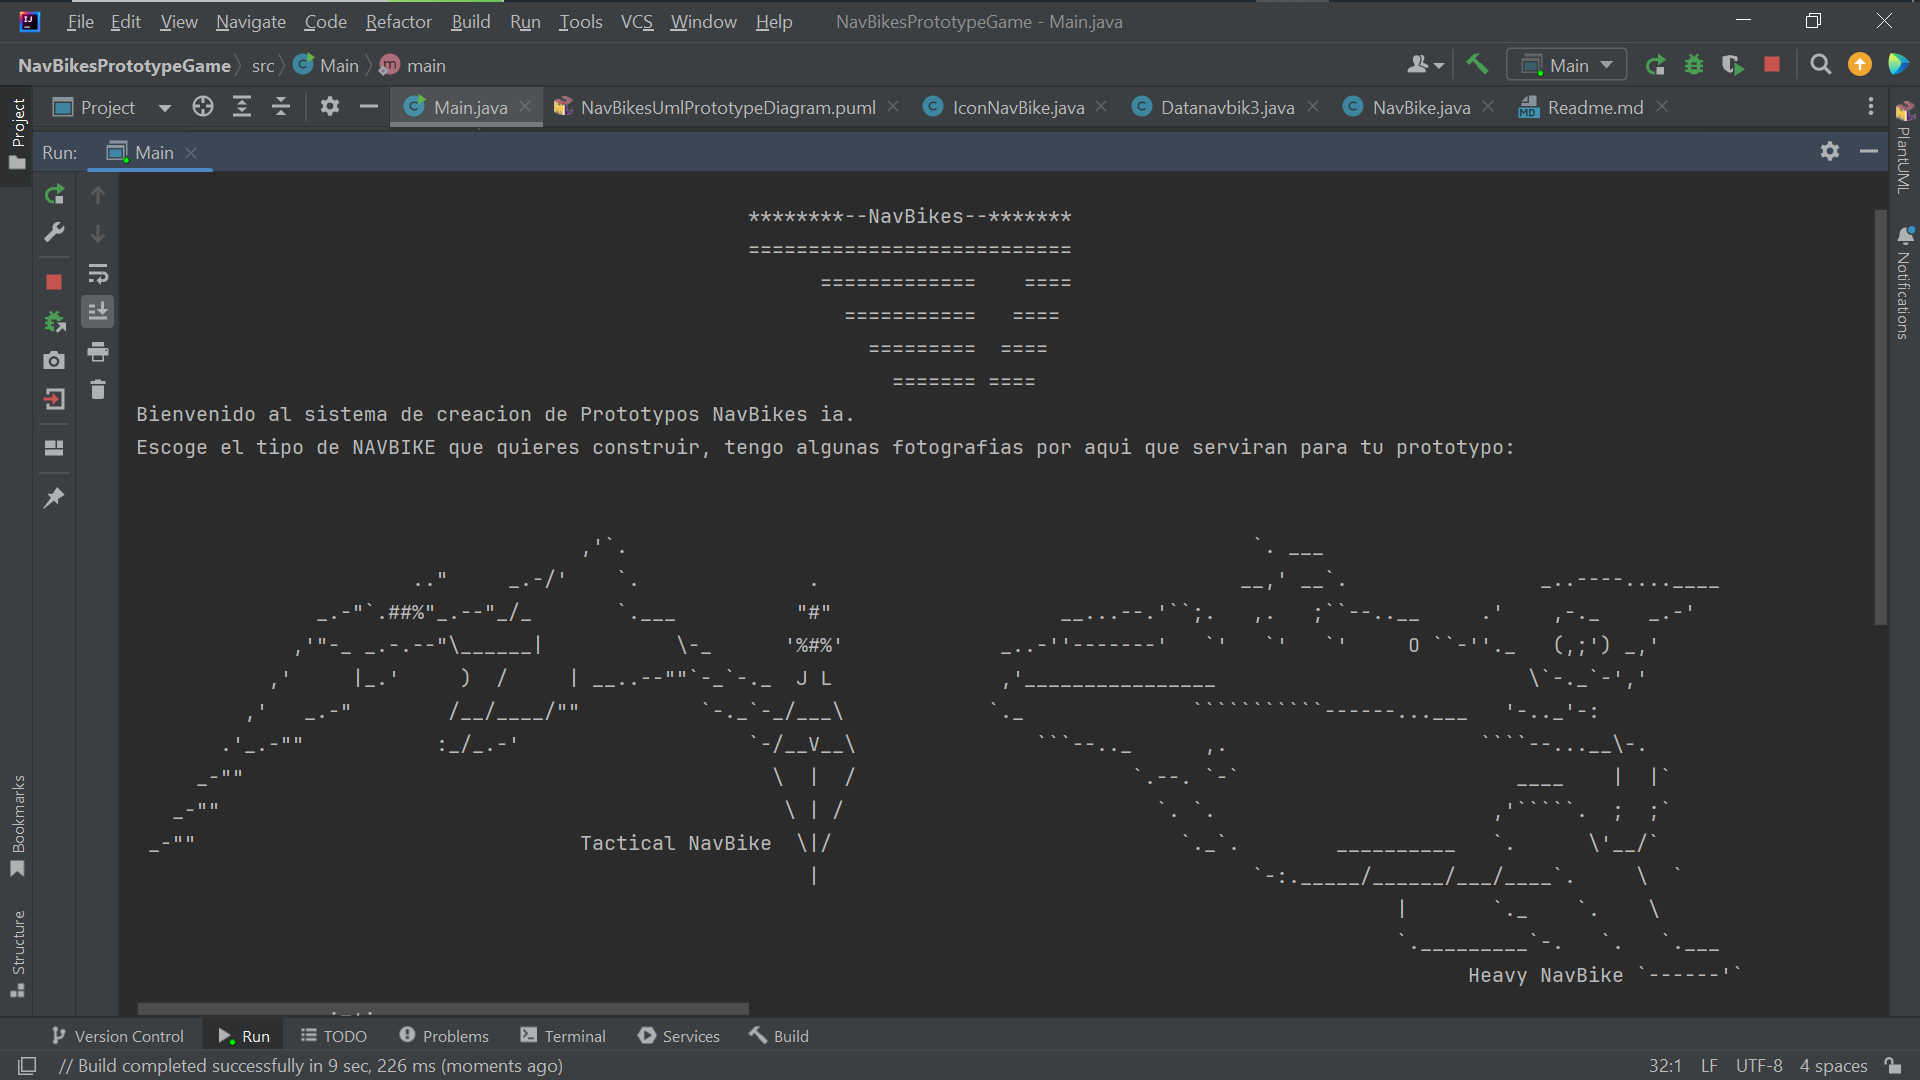 File Edit View Navigate Code Refactor Build Run Tools VCS Window Help NavBikesPrototypeGame - Main.java
NavBikesPrototypeGame src Main main Main
Project Main.java NavBikesUmlPrototypeDiagram.puml IconNavBike.java Datanavbik3.java NavBike.java Readme.md
Run: Main
Project
PlantUML
Notifications
Bookmarks
Structure
********--NavBikes--*******
===========================
=============    ====
===========   ====
=========  ====
======= ====
Bienvenido al sistema de creacion de Prototypos NavBikes ia.
Escoge el tipo de NAVBIKE que quieres construir, tengo algunas fotografias por aqui que serviran para tu prototypo:
Tactical NavBike
Heavy NavBike
Version Control Run TODO Problems Terminal Services Build
// Build completed successfully in 9 sec, 226 ms (moments ago) 32:1 LF UTF-8 4 spaces